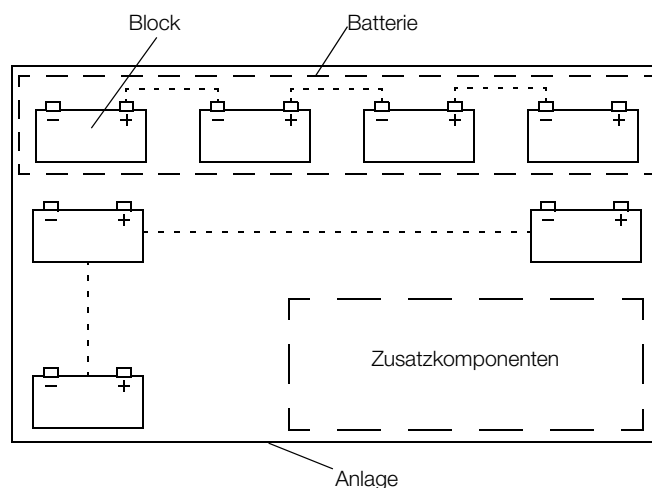 Block
Batterie
− + − + − + − +
− + − +
Zusatzkomponenten
− +
Anlage